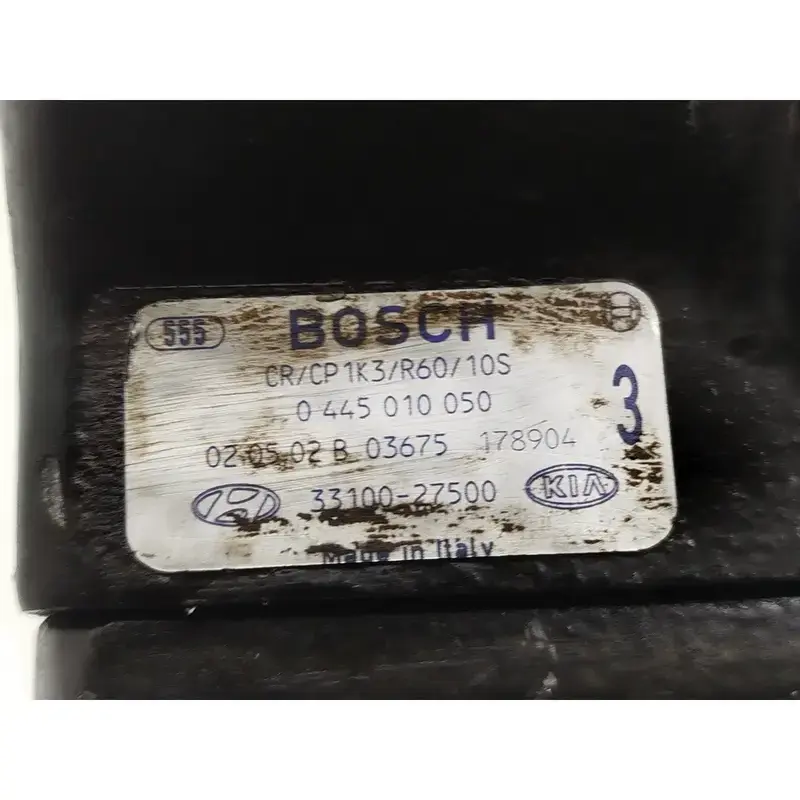 555 BOSCH
CR/CP1K3/R60/10S
3
0 445 010 050
02 05 02 B 03675 178904
33100-27500 KIA
Made in Italy